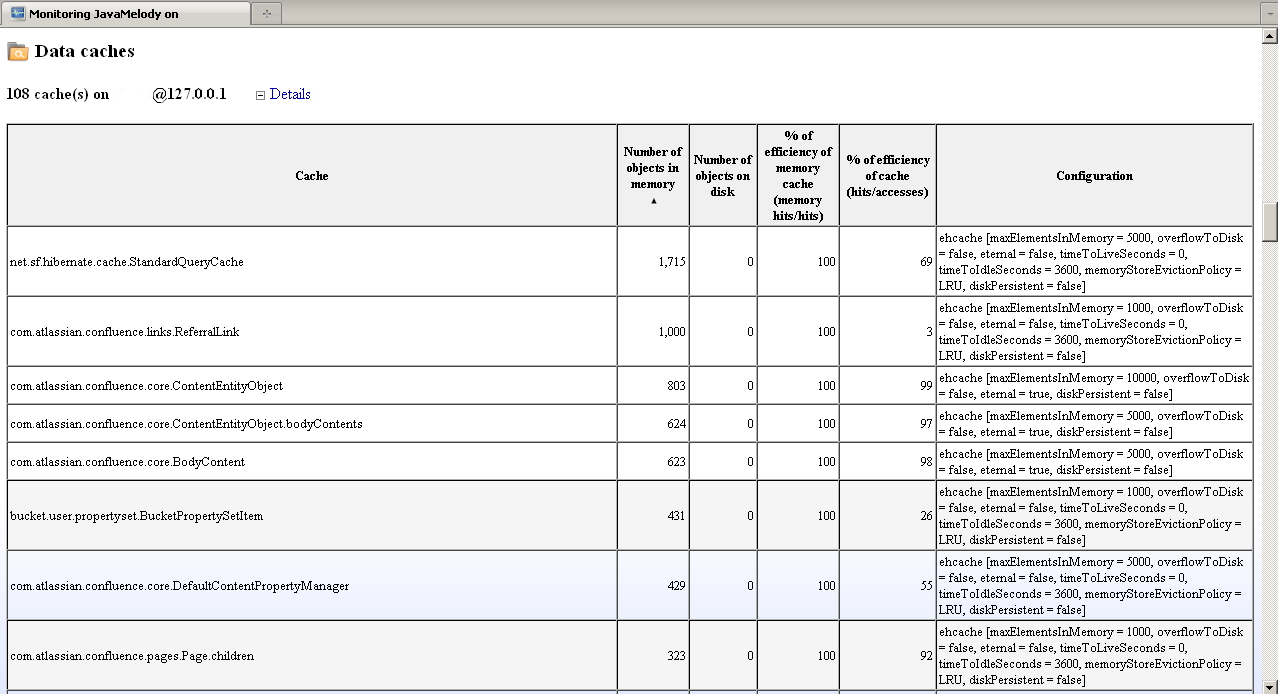 Monitoring JavaMelody on
Data caches
108 cache(s) on @127.0.0.1 Details
Cache
Number of
objects in
memory
Number of
objects on
disk
% of
efficiency of
memory
cache
(memory
hits/hits)
% of efficiency
of cache
(hits/accesses)
Configuration
net.sf.hibernate.cache.StandardQueryCache
1,715
0
100
69
ehcache [maxElementsInMemory = 5000, overflowToDisk
= false, eternal = false, timeToLiveSeconds = 0,
timeToIdleSeconds = 3600, memoryStoreEvictionPolicy =
LRU, diskPersistent = false]
com.atlassian.confluence.links.ReferralLink
1,000
0
100
3
ehcache [maxElementsInMemory = 1000, overflowToDisk
= false, eternal = false, timeToLiveSeconds = 0,
timeToIdleSeconds = 3600, memoryStoreEvictionPolicy =
LRU, diskPersistent = false]
com.atlassian.confluence.core.ContentEntityObject
803
0
100
99
ehcache [maxElementsInMemory = 10000, overflowToDisk
= false, eternal = true, diskPersistent = false]
com.atlassian.confluence.core.ContentEntityObject.bodyContents
624
0
100
97
ehcache [maxElementsInMemory = 5000, overflowToDisk
= false, eternal = true, diskPersistent = false]
com.atlassian.confluence.core.BodyContent
623
0
100
98
ehcache [maxElementsInMemory = 5000, overflowToDisk
= false, eternal = true, diskPersistent = false]
bucket.user.propertyset.BucketPropertySetItem
431
0
100
26
ehcache [maxElementsInMemory = 1000, overflowToDisk
= false, eternal = false, timeToLiveSeconds = 0,
timeToIdleSeconds = 3600, memoryStoreEvictionPolicy =
LRU, diskPersistent = false]
com.atlassian.confluence.core.DefaultContentPropertyManager
429
0
100
55
ehcache [maxElementsInMemory = 5000, overflowToDisk
= false, eternal = false, timeToLiveSeconds = 0,
timeToIdleSeconds = 3600, memoryStoreEvictionPolicy =
LRU, diskPersistent = false]
com.atlassian.confluence.pages.Page.children
323
0
100
92
ehcache [maxElementsInMemory = 1000, overflowToDisk
= false, eternal = false, timeToLiveSeconds = 0,
timeToIdleSeconds = 3600, memoryStoreEvictionPolicy =
LRU, diskPersistent = false]